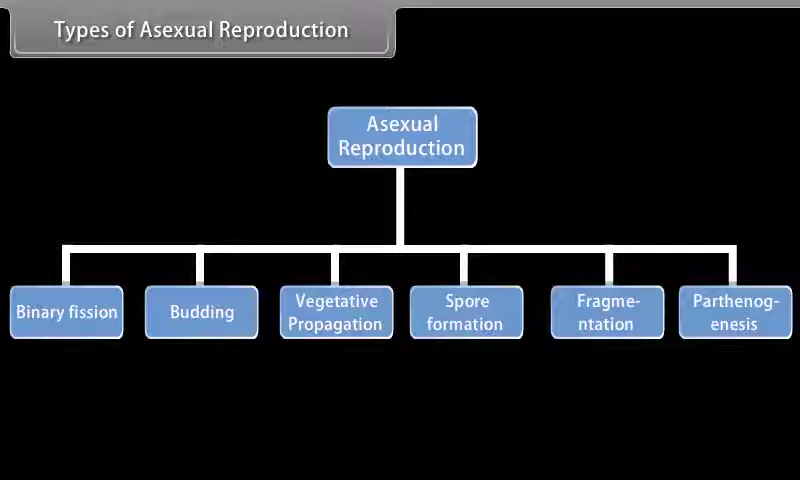 Types of Asexual Reproduction
Asexual
Reproduction
Binary fission
Budding
Vegetative
Propagation
Spore
formation
Fragme-
ntation
Parthenog-
enesis